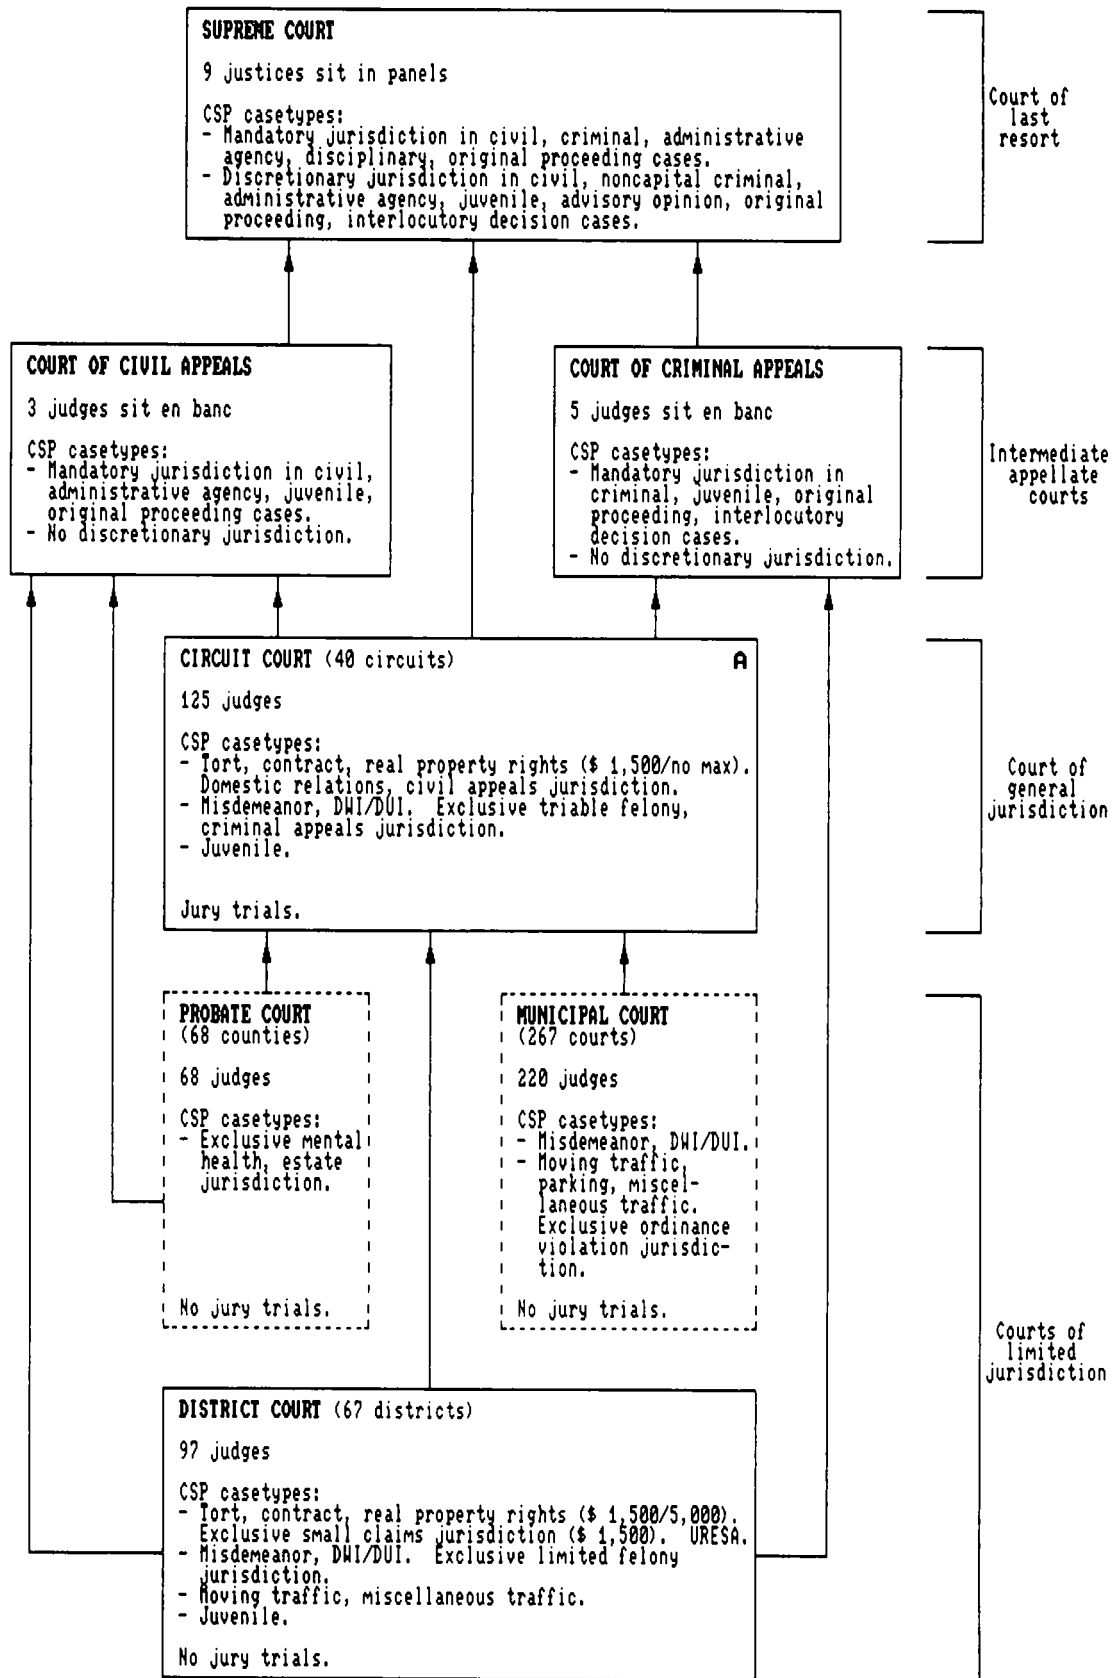 SUPREME COURT
9 justices sit in panels
CSP casetypes:
- Mandatory jurisdiction in civil, criminal, administrative
agency, disciplinary, original proceeding cases.
- Discretionary jurisdiction in civil, noncapital criminal,
administrative agency, juvenile, advisory opinion, original
proceeding, interlocutory decision cases.
Court of
last
resort
COURT OF CIVIL APPEALS
3 judges sit en banc
CSP casetypes:
- Mandatory jurisdiction in civil,
administrative agency, juvenile,
original proceeding cases.
- No discretionary jurisdiction.
COURT OF CRIMINAL APPEALS
5 judges sit en banc
CSP casetypes:
- Mandatory jurisdiction in
criminal, juvenile, original
proceeding, interlocutory
decision cases.
- No discretionary jurisdiction.
Intermediate
appellate
courts
CIRCUIT COURT (40 circuits) A
125 judges
CSP casetypes:
- Tort, contract, real property rights ($ 1,500/no max).
Domestic relations, civil appeals jurisdiction.
- Misdemeanor, DWI/DUI. Exclusive triable felony,
criminal appeals jurisdiction.
- Juvenile.
Jury trials.
Court of
general
jurisdiction
PROBATE COURT
(68 counties)
68 judges
CSP casetypes:
- Exclusive mental
health, estate
jurisdiction.
No jury trials.
MUNICIPAL COURT
(267 courts)
220 judges
CSP casetypes:
- Misdemeanor, DWI/DUI.
- Moving traffic,
parking, miscel-
laneous traffic.
Exclusive ordinance
violation jurisdic-
tion.
No jury trials.
Courts of
limited
jurisdiction
DISTRICT COURT (67 districts)
97 judges
CSP casetypes:
- Tort, contract, real property rights ($ 1,500/5,000).
Exclusive small claims jurisdiction ($ 1,500). URESA.
- Misdemeanor, DWI/DUI. Exclusive limited felony
jurisdiction.
- Moving traffic, miscellaneous traffic.
- Juvenile.
No jury trials.